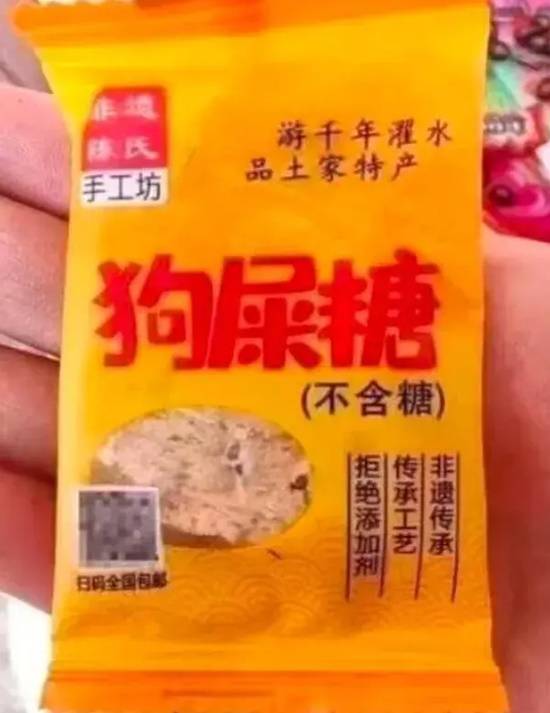 非遗
陈氏
手工坊
游千年濯水
品土家特产
狗屎糖
(不含糖)
非遗传承
传承工艺
拒绝添加剂
扫码全国包邮